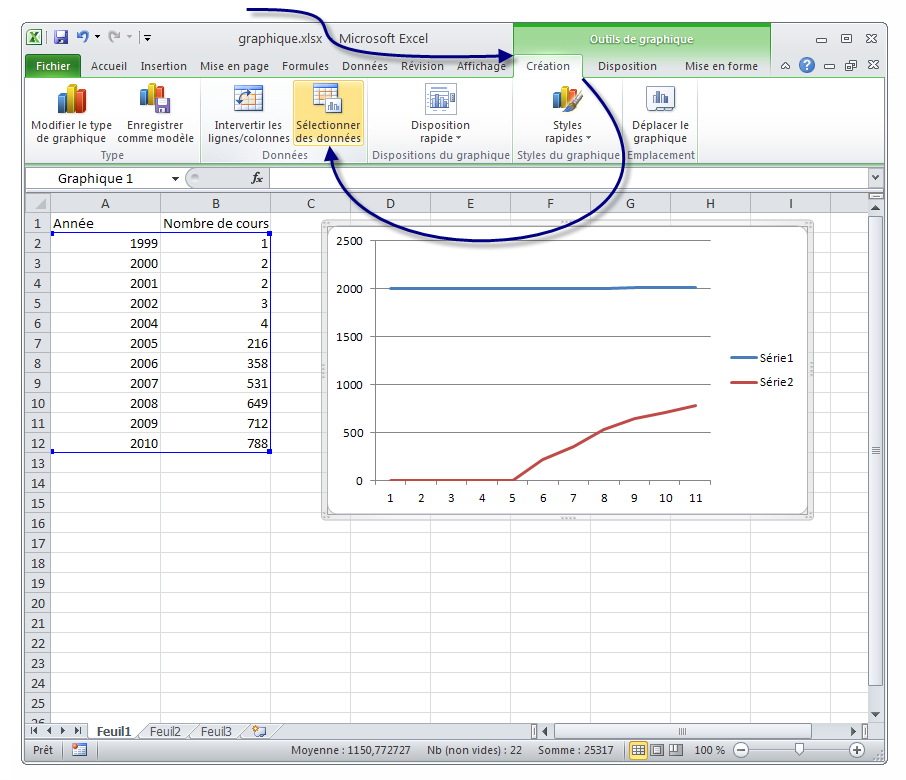 graphique.xlsx Microsoft Excel Outils de graphique
Fichier Accueil Insertion Mise en page Formules Données Révision Affichage Création Disposition Mise en forme
Modifier le type de graphique Enregistrer comme modèle Intervertir les lignes/colonnes Sélectionner des données Disposition rapide Styles rapides Déplacer le graphique
Type Données Dispositions du graphique Styles du graphique Emplacement
Graphique 1 fx
A B C D E F G H I
1 Année Nombre de cours
2 1999 1
3 2000 2
4 2001 2
5 2002 3
6 2004 4
7 2005 216
8 2006 358
9 2007 531
10 2008 649
11 2009 712
12 2010 788
13
14
15
16
17
18
19
20
21
22
23
24
25
26
2500
2000
1500
1000
500
0
1 2 3 4 5 6 7 8 9 10 11
Série1
Série2
Feuil1 Feuil2 Feuil3
Prêt Moyenne : 1150,772727 Nb (non vides) : 22 Somme : 25317 100 %